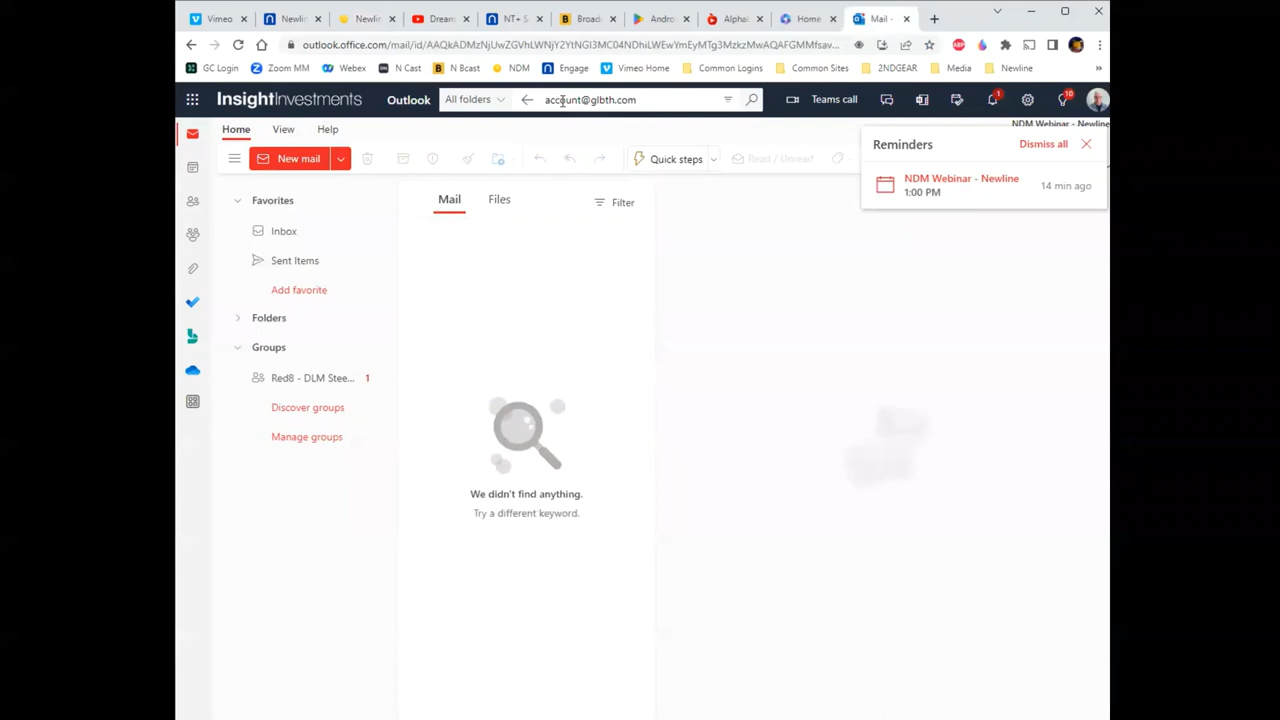 Vimeo
Newlin
Newlin
Dream
NT+ S
Broad
Andro
Alpha
Home
Mail -
outlook.office.com/mail/id/AAQkADMzNjUwZGVhLWNjY2YtNGI3MC04NDhiLWEwYmEyMTg3MzkzMwAQAFGMMfsav...
GC Login
Zoom MM
Webex
N Cast
N Bcast
NDM
Engage
Vimeo Home
Common Logins
Common Sites
2NDGEAR
Media
Newline
»
InsightInvestments
Outlook
All folders
account@glbth.com
Teams call
1
10
Home
View
Help
NDM Webinar - Newline
New mail
Quick steps
Read / Unread
Reminders
Dismiss all
NDM Webinar - Newline
1:00 PM
14 min ago
Favorites
Inbox
Sent Items
Add favorite
Folders
Groups
Red8 - DLM Stee...
1
Discover groups
Manage groups
Mail
Files
Filter
We didn't find anything.
Try a different keyword.